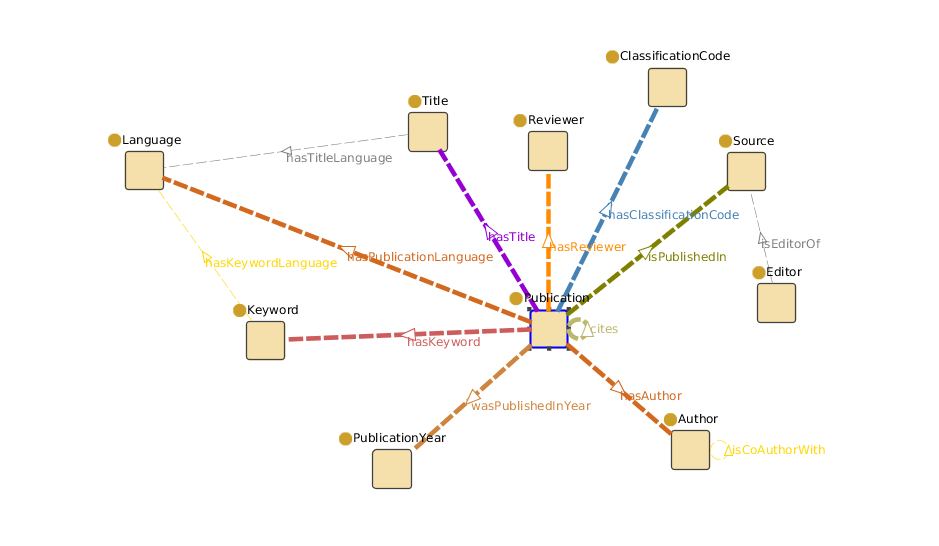 ClassificationCode
Title
Reviewer
Language
Source
hasTitleLanguage
hasClassificationCode
hasTitle
isEditorOf
hasReviewer
hasPublicationLanguage
isPublishedIn
hasKeywordLanguage
Editor
Publication
Keyword
cites
hasKeyword
hasAuthor
wasPublishedInYear
Author
PublicationYear
isCoAuthorWith